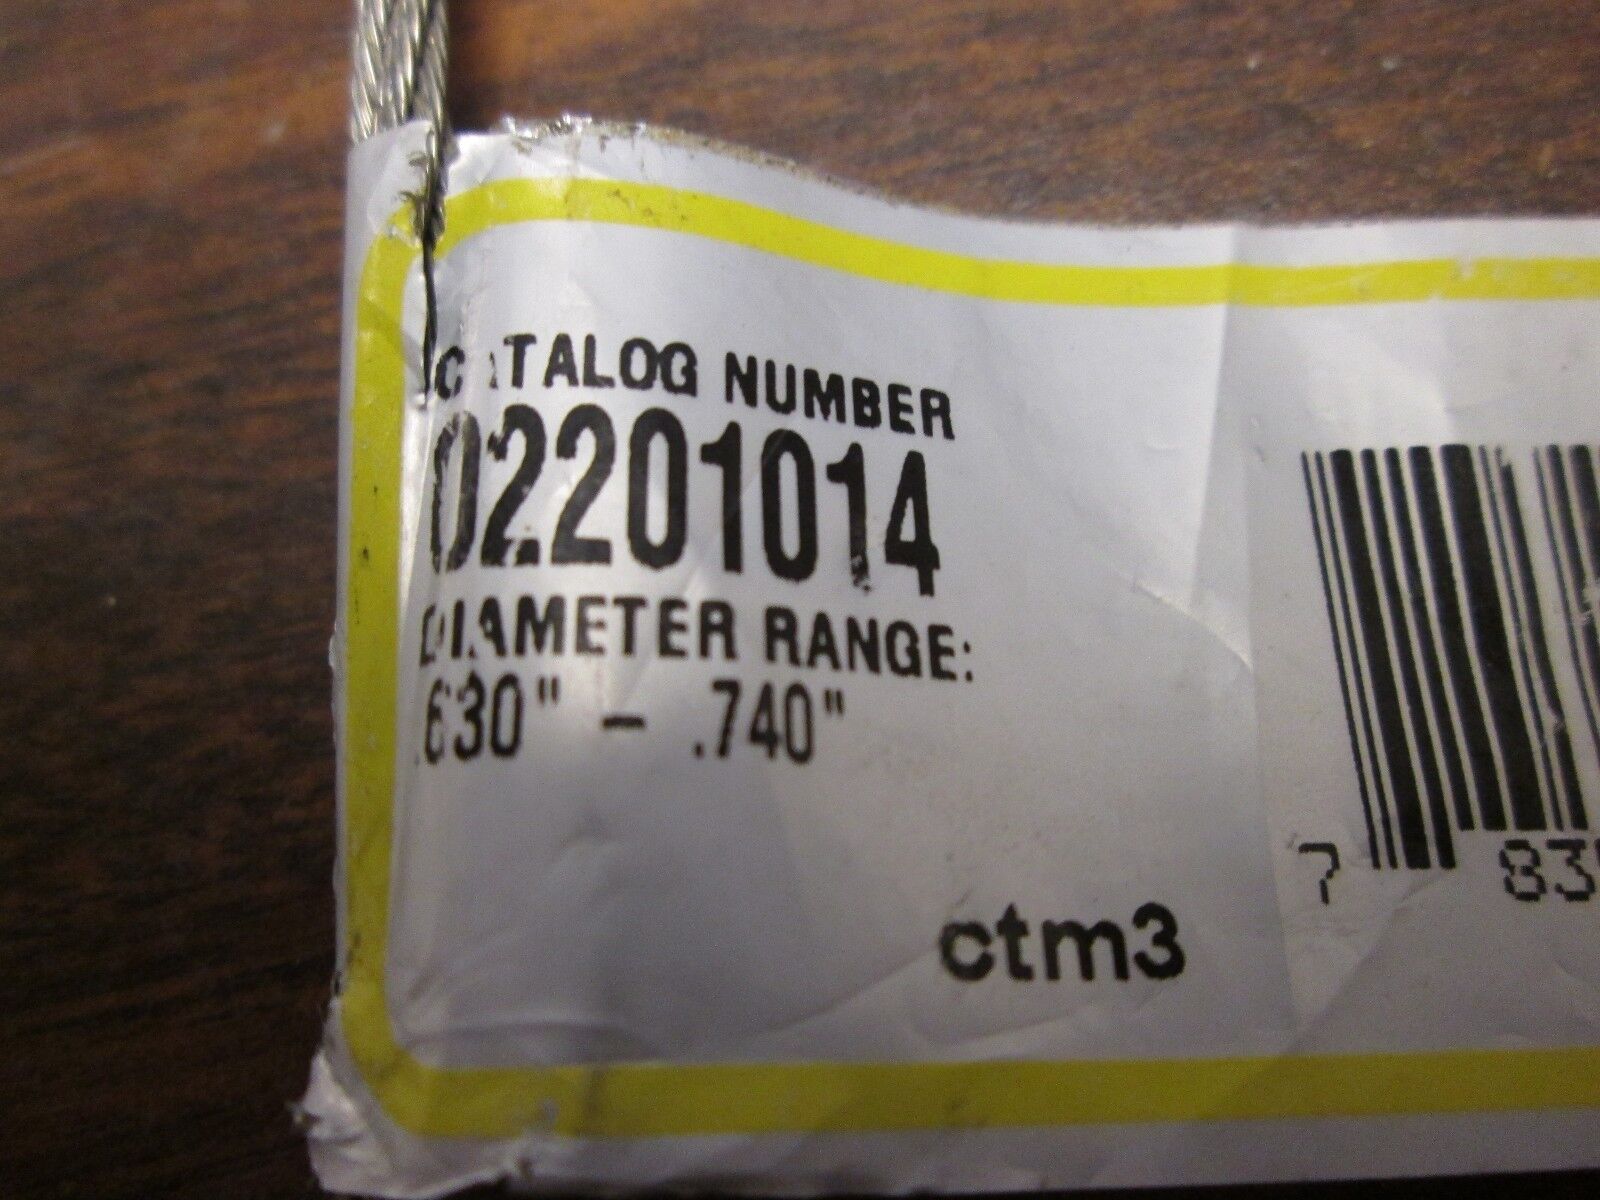 CATALOG NUMBER
02201014
DIAMETER RANGE:
.630" - .740"
ctm3
7 83